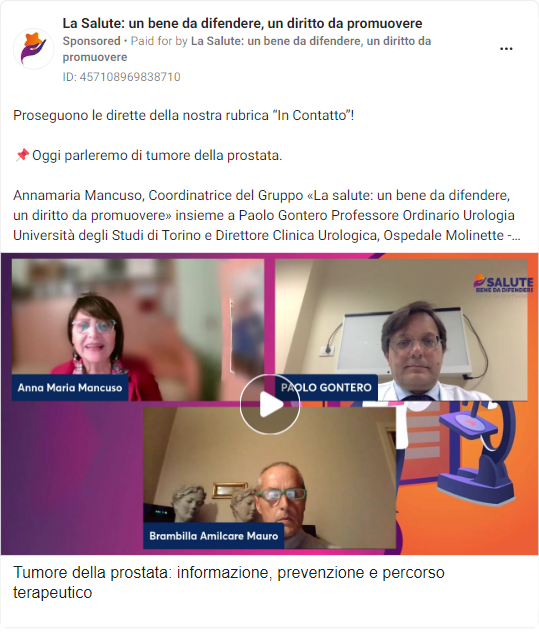 La Salute: un bene da difendere, un diritto da promuovere
Sponsored • Paid for by La Salute: un bene da difendere, un diritto da
promuovere
ID: 457108969838710
Proseguono le dirette della nostra rubrica “In Contatto”!
📌Oggi parleremo di tumore della prostata.
Annamaria Mancuso, Coordinatrice del Gruppo «La salute: un bene da difendere,
un diritto da promuovere» insieme a Paolo Gontero Professore Ordinario Urologia
Università degli Studi di Torino e Direttore Clinica Urologica, Ospedale Molinette -...
SALUTE
BENE DA DIFENDERE
Anna Maria Mancuso
PAOLO GONTERO
Brambilla Amilcare Mauro
Tumore della prostata: informazione, prevenzione e percorso
terapeutico